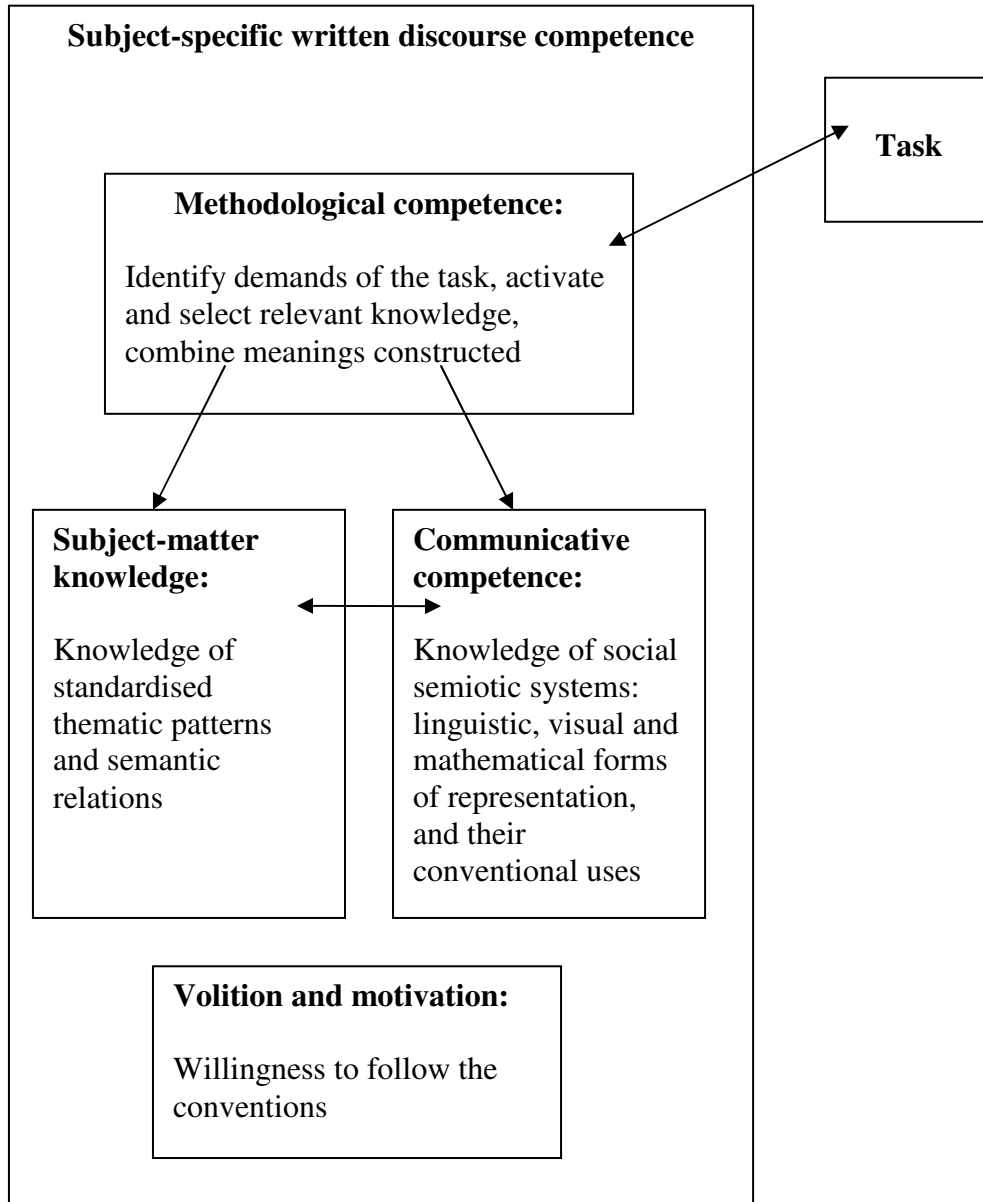 Subject-specific written discourse competence
Task
Methodological competence:
Identify demands of the task, activate
and select relevant knowledge,
combine meanings constructed
Subject-matter
knowledge:
Knowledge of
standardised
thematic patterns
and semantic
relations
Communicative
competence:
Knowledge of social
semiotic systems:
linguistic, visual and
mathematical forms
of representation,
and their
conventional uses
Volition and motivation:
Willingness to follow the
conventions